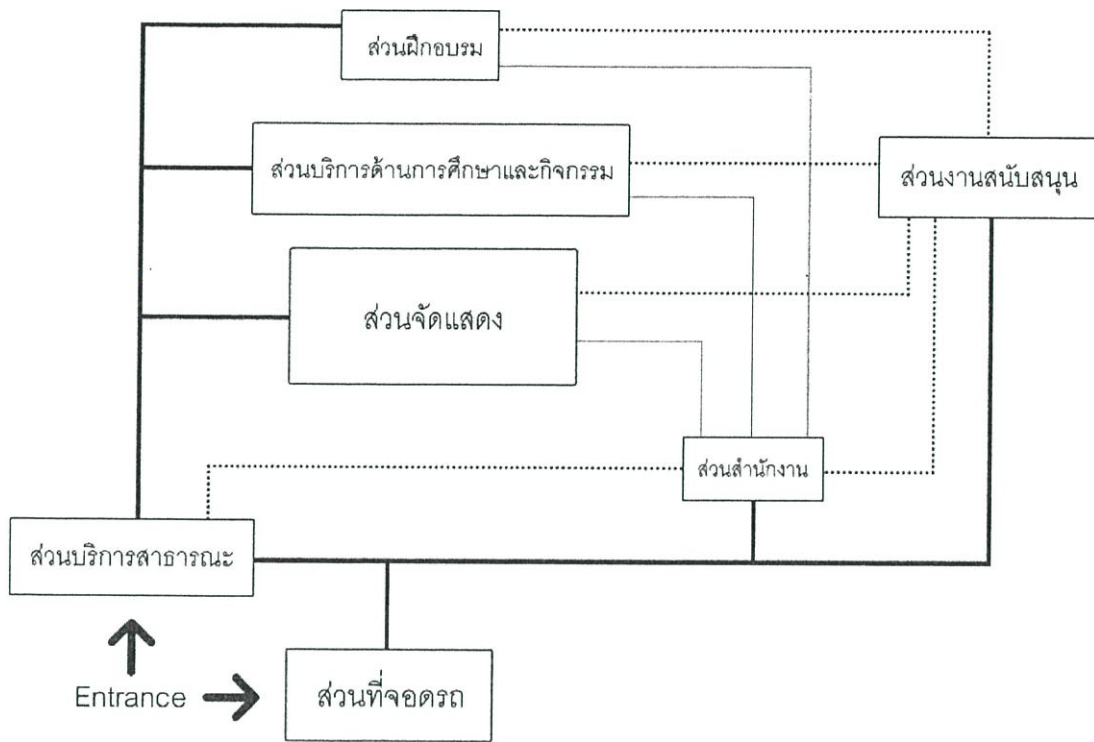 ส่วนฝึกอบรม
ส่วนบริการด้านการศึกษาและกิจกรรม
ส่วนงานสนับสนุน
ส่วนจัดแสดง
ส่วนสำนักงาน
ส่วนบริการสาธารณะ
Entrance
ส่วนที่จอดรถ